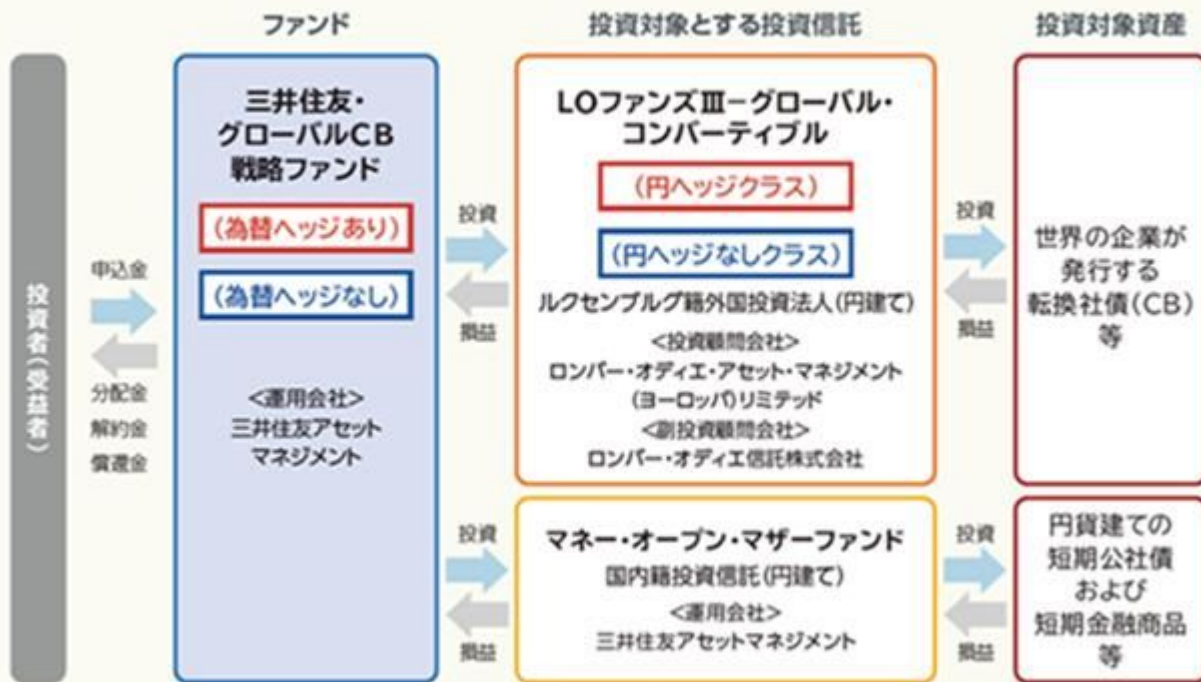 ファンド
投資対象とする投資信託
投資対象資産
投資者(受益者)
申込金
分配金
解約金
償還金
三井住友・
グローバルCB
戦略ファンド
(為替ヘッジあり)
(為替ヘッジなし)
<運用会社>
三井住友アセット
マネジメント
投資
損益
LOファンズⅢ－グローバル・
コンバーティブル
(円ヘッジクラス)
(円ヘッジなしクラス)
ルクセンブルグ籍外国投資法人(円建て)
<投資顧問会社>
ロンバー・オディエ・アセット・マネジメント
(ヨーロッパ)リミテッド
<副投資顧問会社>
ロンバー・オディエ信託株式会社
投資
損益
世界の企業が
発行する
転換社債(CB)
等
投資
損益
マネー・オープン・マザーファンド
国内籍投資信託(円建て)
<運用会社>
三井住友アセットマネジメント
投資
損益
円貨建ての
短期公社債
および
短期金融商品
等